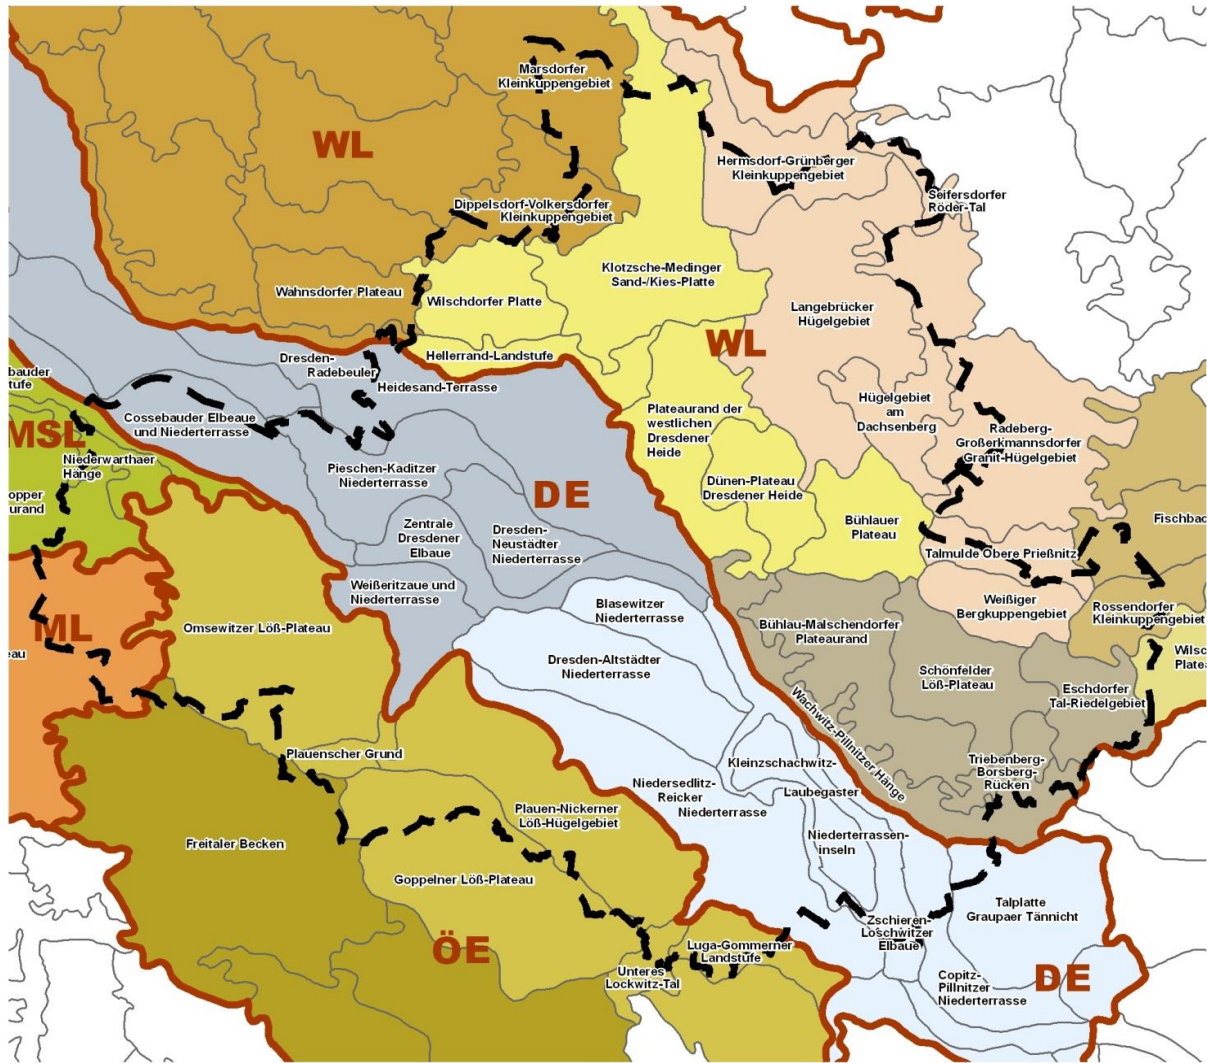 Marsdorfer
Kleinkuppengebiet
WL
Hermsdorf-Grünberger
Kleinkuppengebiet
Seifersdorfer
Röder-Tal
Dippelsdorf-Volkersdorfer
Kleinkuppengebiet
Klotzsche-Medinger
Sand-/Kies-Platte
Wahnsdorfer Plateau
Wilschdorfer Platte
Langebrücker
Hügelgebiet
WL
Hellerrand-Landstufe
Dresden-
Radebeuler
Heidesand-Terrasse
bauder
tufe
Cossebauder Elbeaue
und Niederterrasse
Plateaurand der
westlichen
Dresdener
Heide
Hügelgebiet
am
Dachsenberg
Radeberg-
Großerkmannsdorfer
Granit-Hügelgebiet
MSL
Niederwarthaer
Hänge
Pieschen-Kaditzer
Niederterrasse
DE
Dünen-Plateau
Dresdener Heide
opper
urand
Zentrale
Dresdener
Elbaue
Dresden-
Neustädter
Niederterrasse
Bühlauer
Plateau
Fischbac
Talmulde Obere Prießnitz
Weißeritzaue und
Niederterrasse
Blasewitzer
Niederterrasse
Weißiger
Bergkuppengebiet
Rossendorfer
Kleinkuppengebiet
ML
eau
Omsewitzer Löß-Plateau
Bühlau-Malschendorfer
Plateaurand
Dresden-Altstädter
Niederterrasse
Schönfelder
Löß-Plateau
Wilsc
Platea
Eschdorfer
Tal-Riedelgebiet
Wachwitz-Pillnitzer Hänge
Plauenscher Grund
Kleinzschachwitz-
Laubegaster
Niederterrassen-
inseln
Triebenberg-
Borsberg-
Rücken
Niedersedlitz-
Reicker
Niederterrasse
Plauen-Nickerner
Löß-Hügelgebiet
Freitaler Becken
Goppelner Löß-Plateau
Talplatte
Graupaer Tännicht
Zschieren-
Loschwitzer
Elbaue
ÖE
Luga-Gommerner
Landstufe
Unteres
Lockwitz-Tal
Copitz-
Pillnitzer
Niederterrasse
DE